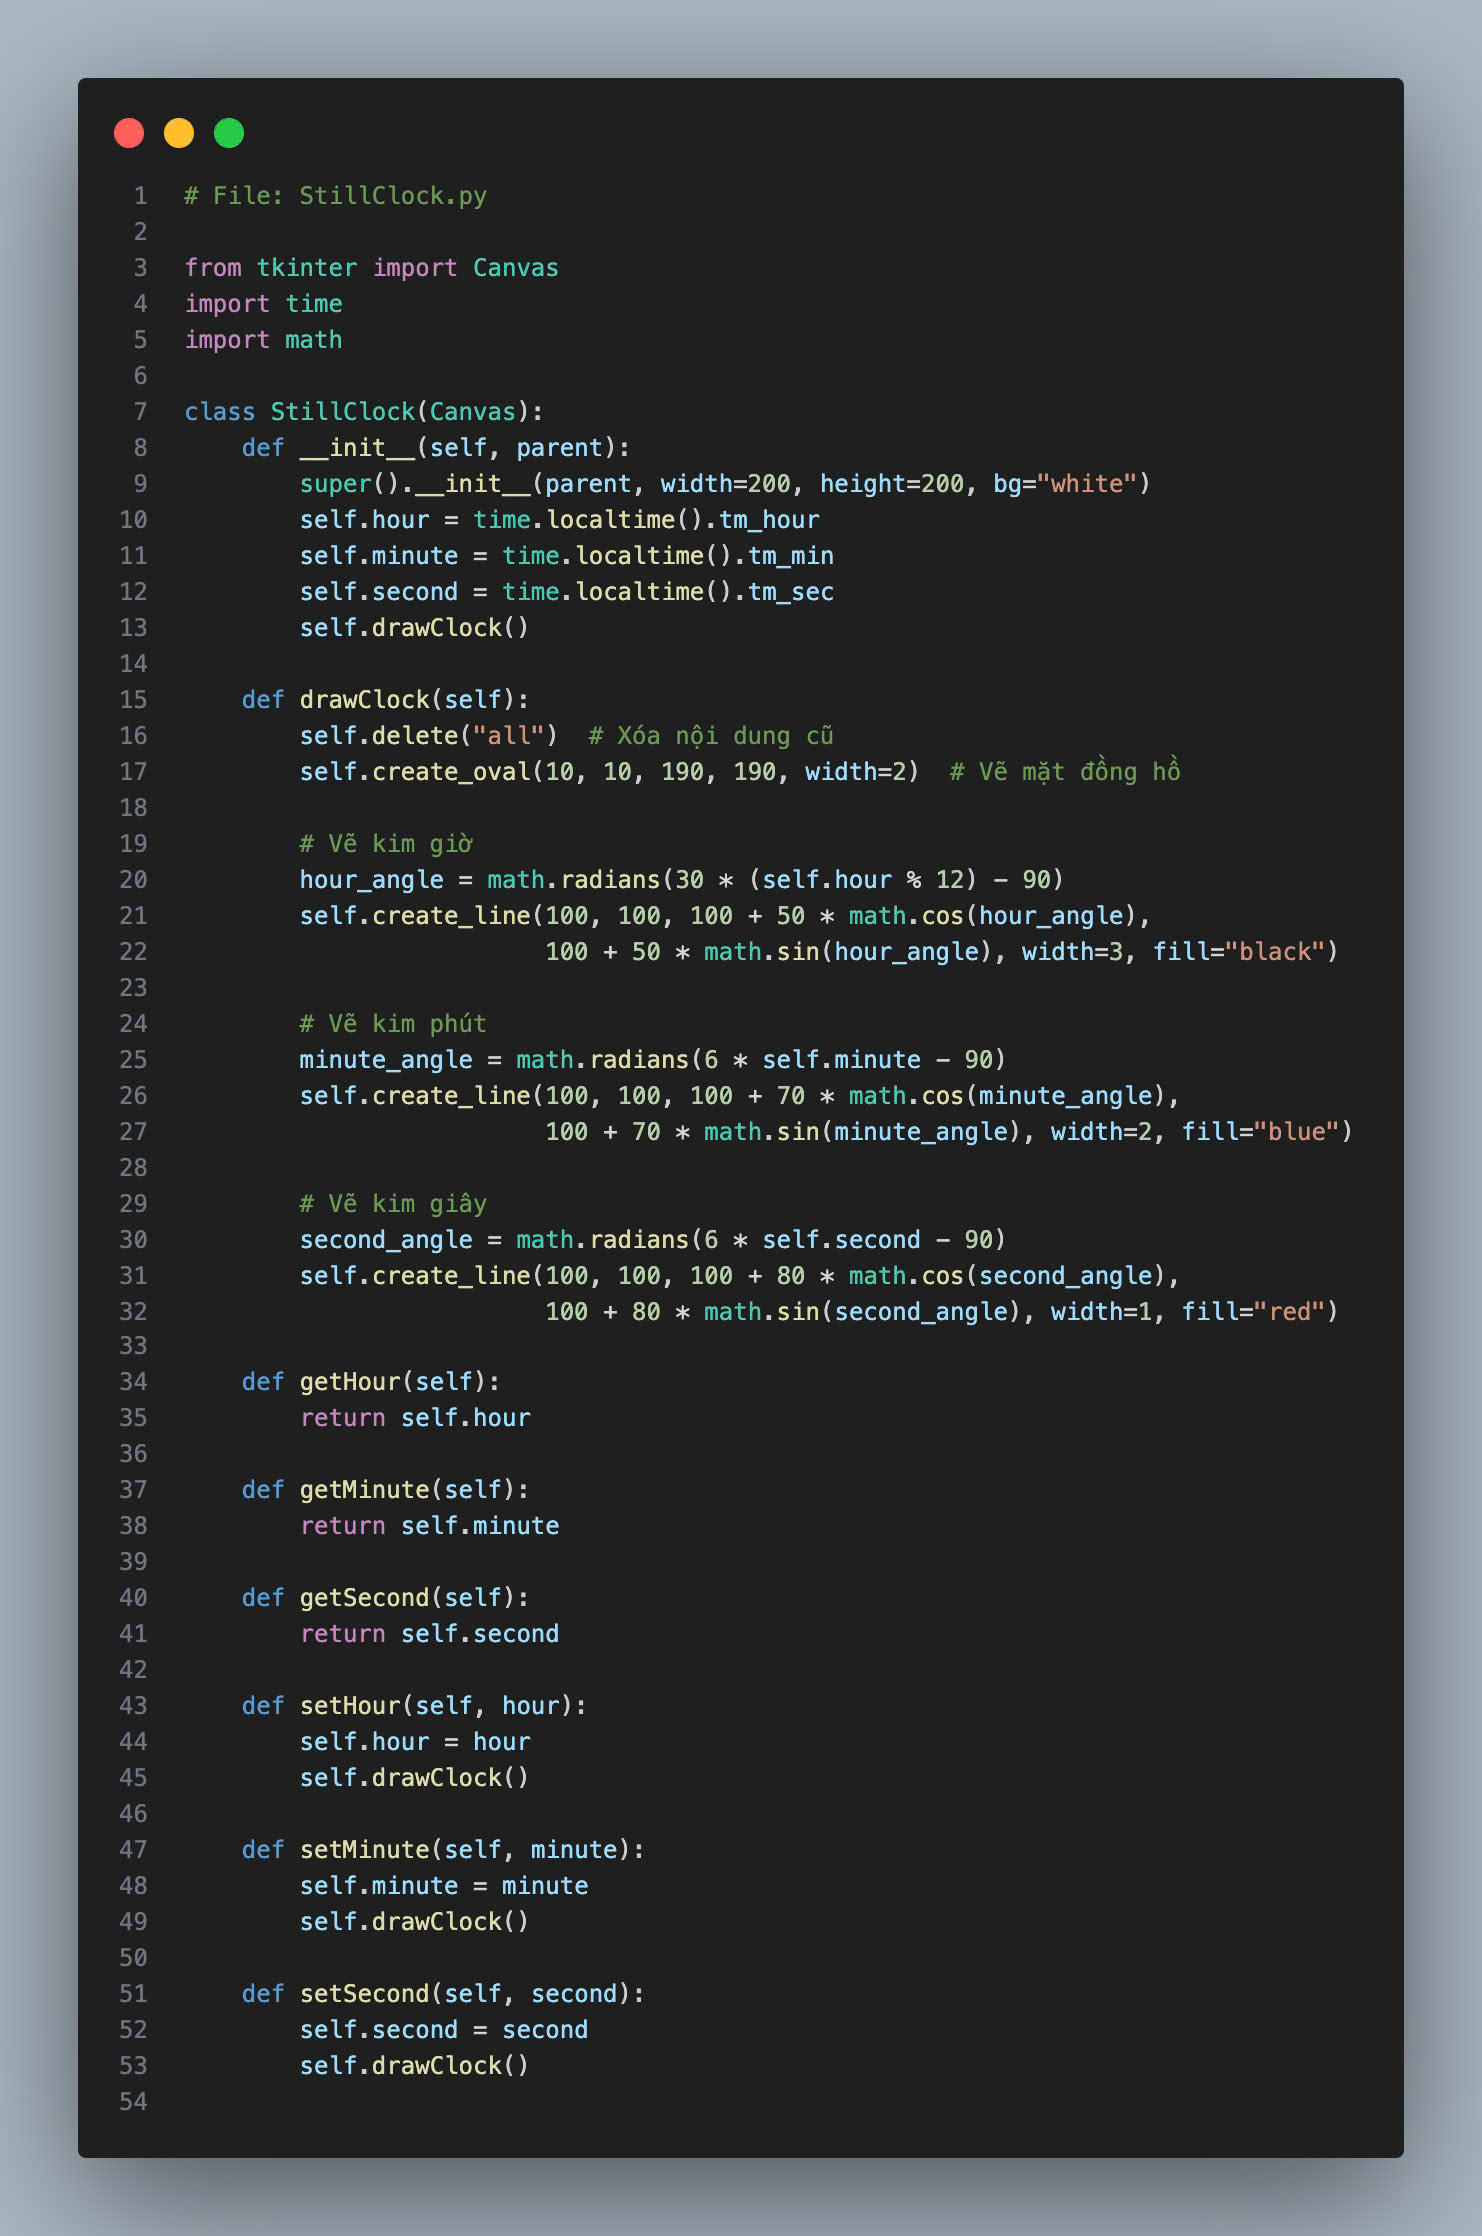 1 # File: StillClock.py
2
3 from tkinter import Canvas
4 import time
5 import math
6
7 class StillClock(Canvas):
8     def __init__(self, parent):
9         super().__init__(parent, width=200, height=200, bg="white")
10         self.hour = time.localtime().tm_hour
11         self.minute = time.localtime().tm_min
12         self.second = time.localtime().tm_sec
13         self.drawClock()
14
15     def drawClock(self):
16         self.delete("all")  # Xóa nội dung cũ
17         self.create_oval(10, 10, 190, 190, width=2)  # Vẽ mặt đồng hồ
18
19         # Vẽ kim giờ
20         hour_angle = math.radians(30 * (self.hour % 12) - 90)
21         self.create_line(100, 100, 100 + 50 * math.cos(hour_angle),
22                          100 + 50 * math.sin(hour_angle), width=3, fill="black")
23
24         # Vẽ kim phút
25         minute_angle = math.radians(6 * self.minute - 90)
26         self.create_line(100, 100, 100 + 70 * math.cos(minute_angle),
27                          100 + 70 * math.sin(minute_angle), width=2, fill="blue")
28
29         # Vẽ kim giây
30         second_angle = math.radians(6 * self.second - 90)
31         self.create_line(100, 100, 100 + 80 * math.cos(second_angle),
32                          100 + 80 * math.sin(second_angle), width=1, fill="red")
33
34     def getHour(self):
35         return self.hour
36
37     def getMinute(self):
38         return self.minute
39
40     def getSecond(self):
41         return self.second
42
43     def setHour(self, hour):
44         self.hour = hour
45         self.drawClock()
46
47     def setMinute(self, minute):
48         self.minute = minute
49         self.drawClock()
50
51     def setSecond(self, second):
52         self.second = second
53         self.drawClock()
54